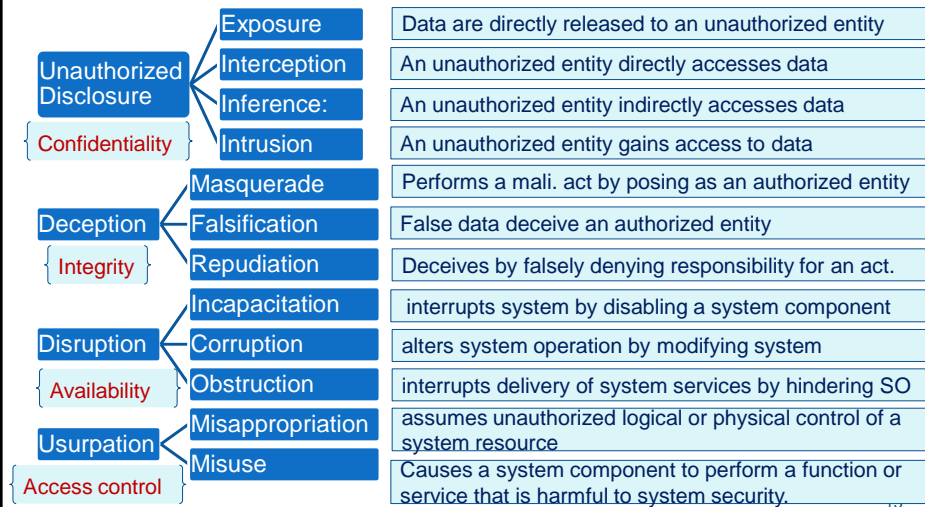 Exposure
Data are directly released to an unauthorized entity
Unauthorized
Disclosure
Interception
An unauthorized entity directly accesses data
Inference:
An unauthorized entity indirectly accesses data
Confidentiality
Intrusion
An unauthorized entity gains access to data
Masquerade
Performs a mali. act by posing as an authorized entity
Deception
Falsification
False data deceive an authorized entity
Integrity
Repudiation
Deceives by falsely denying responsibility for an act.
Incapacitation
interrupts system by disabling a system component
Disruption
Corruption
alters system operation by modifying system
Availability
Obstruction
interrupts delivery of system services by hindering SO
Usurpation
Misappropriation
assumes unauthorized logical or physical control of a
system resource
Misuse
Access control
Causes a system component to perform a function or
service that is harmful to system security.